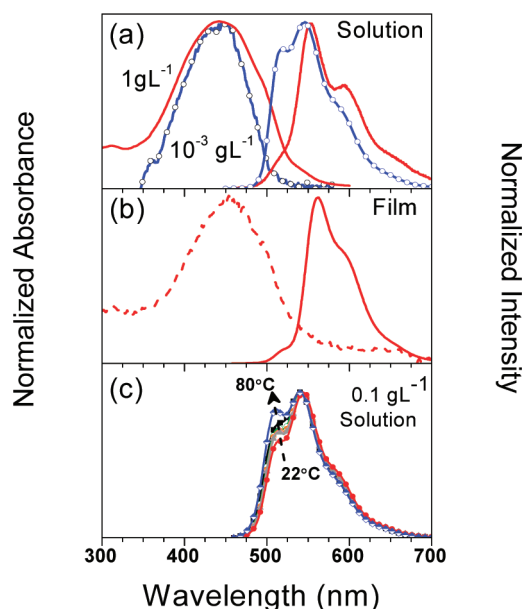 (a)
Solution
1gL-1
10-3 gL-1
(b)
Film
(c)
80°C
0.1 gL-1
Solution
22°C
300 400 500 600 700
Wavelength (nm)
Normalized Absorbance
Normalized Intensity